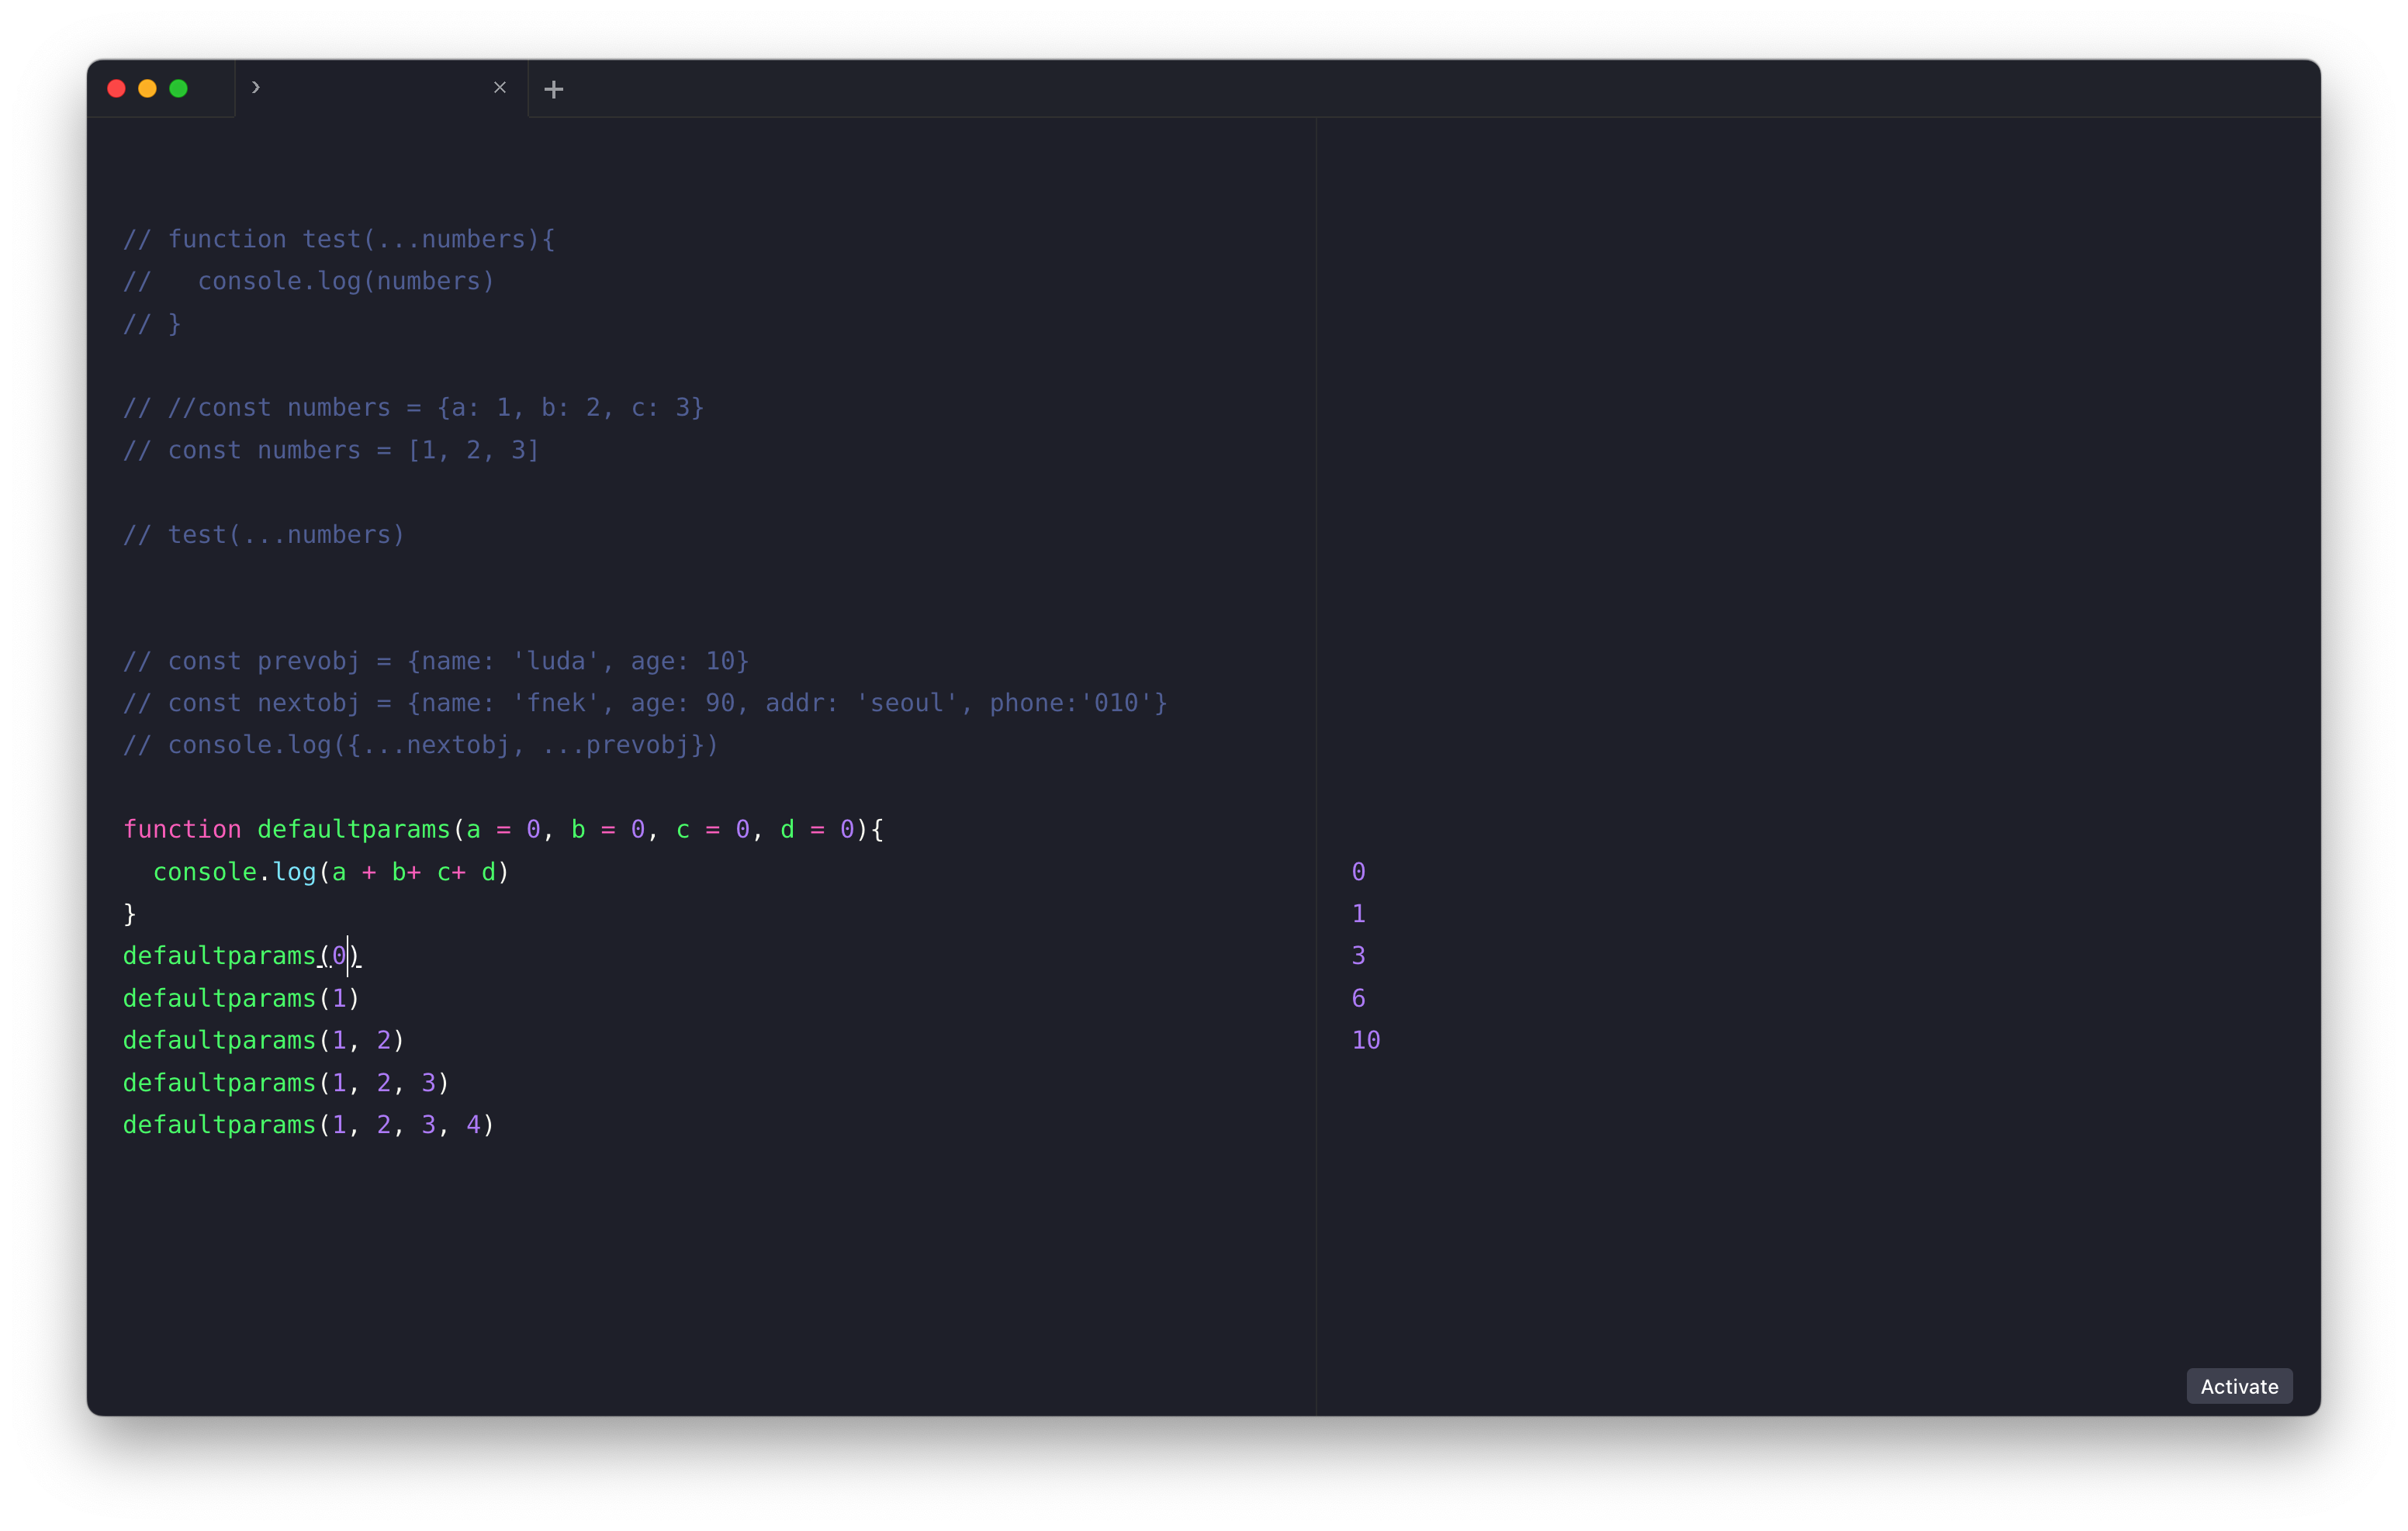 // function test(...numbers){
//   console.log(numbers)
// }
// //const numbers = {a: 1, b: 2, c: 3}
// const numbers = [1, 2, 3]
// test(...numbers)
// const prevobj = {name: 'luda', age: 10}
// const nextobj = {name: 'fnek', age: 90, addr: 'seoul', phone:'010'}
// console.log({...nextobj, ...prevobj})
function defaultparams(a = 0, b = 0, c = 0, d = 0){
  console.log(a + b+ c+ d)
}
defaultparams(0)
defaultparams(1)
defaultparams(1, 2)
defaultparams(1, 2, 3)
defaultparams(1, 2, 3, 4)
0
1
3
6
10
Activate